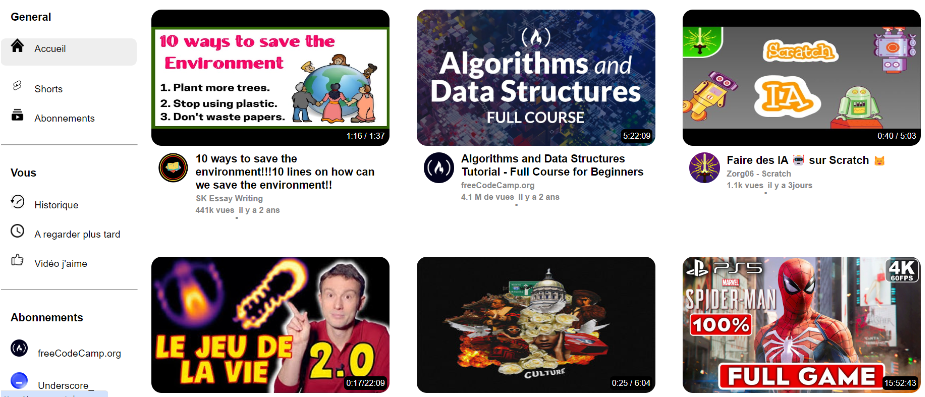 General
Accueil
Shorts
Abonnements
Vous
Historique
A regarder plus tard
Vidéo j'aime
Abonnements
freeCodeCamp.org
Underscore_
10 ways to save the
Environment
1. Plant more trees.
2. Stop using plastic.
3. Don't waste papers.
1:16 / 1:37
10 ways to save the
environment!!!10 lines on how can
we save the environment!!
SK Essay Writing
441k vues il y a 2 ans
Algorithms and
Data Structures
FULL COURSE
5:22:09
Algorithms and Data Structures
Tutorial - Full Course for Beginners
freeCodeCamp.org
4.1 M de vues il y a 2 ans
Scratch
IA
0:40 / 5:03
Faire des IA 🤖 sur Scratch 🐱
Zorg06 - Scratch
1.1k vues il y a 3jours
LE JEU DE
LA VIE 2.0
0:17/22:09
CULTURE
0:25 / 6:04
PS5
4K
60FPS
MARVEL
SPIDER-MAN
100%
FULL GAME
15:52:43